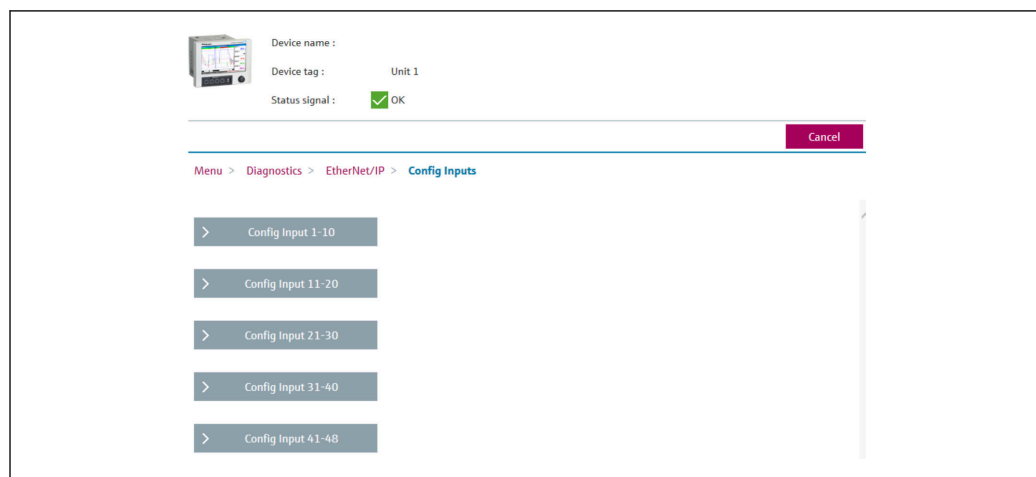 Device name :
Device tag : Unit 1
Status signal : OK
Cancel
Menu > Diagnostics > EtherNet/IP > Config Inputs
> Config Input 1-10
> Config Input 11-20
> Config Input 21-30
> Config Input 31-40
> Config Input 41-48